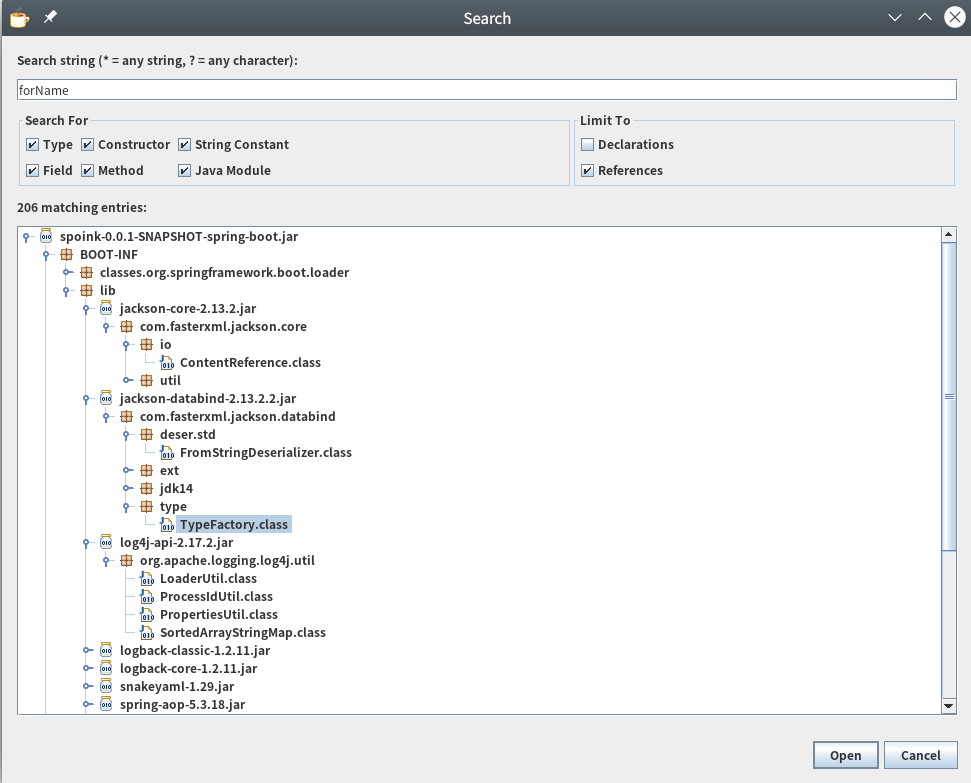 Search
Search string (* = any string, ? = any character):
forName
Search For
Limit To
Type Constructor String Constant
Declarations
Field Method Java Module
References
206 matching entries:
spoink-0.0.1-SNAPSHOT-spring-boot.jar
BOOT-INF
classes.org.springframework.boot.loader
lib
jackson-core-2.13.2.jar
com.fasterxml.jackson.core
io
ContentReference.class
util
jackson-databind-2.13.2.2.jar
com.fasterxml.jackson.databind
deser.std
FromStringDeserializer.class
ext
jdk14
type
TypeFactory.class
log4j-api-2.17.2.jar
org.apache.logging.log4j.util
LoaderUtil.class
ProcessIdUtil.class
PropertiesUtil.class
SortedArrayStringMap.class
logback-classic-1.2.11.jar
logback-core-1.2.11.jar
snakeyaml-1.29.jar
spring-aop-5.3.18.jar
Open Cancel